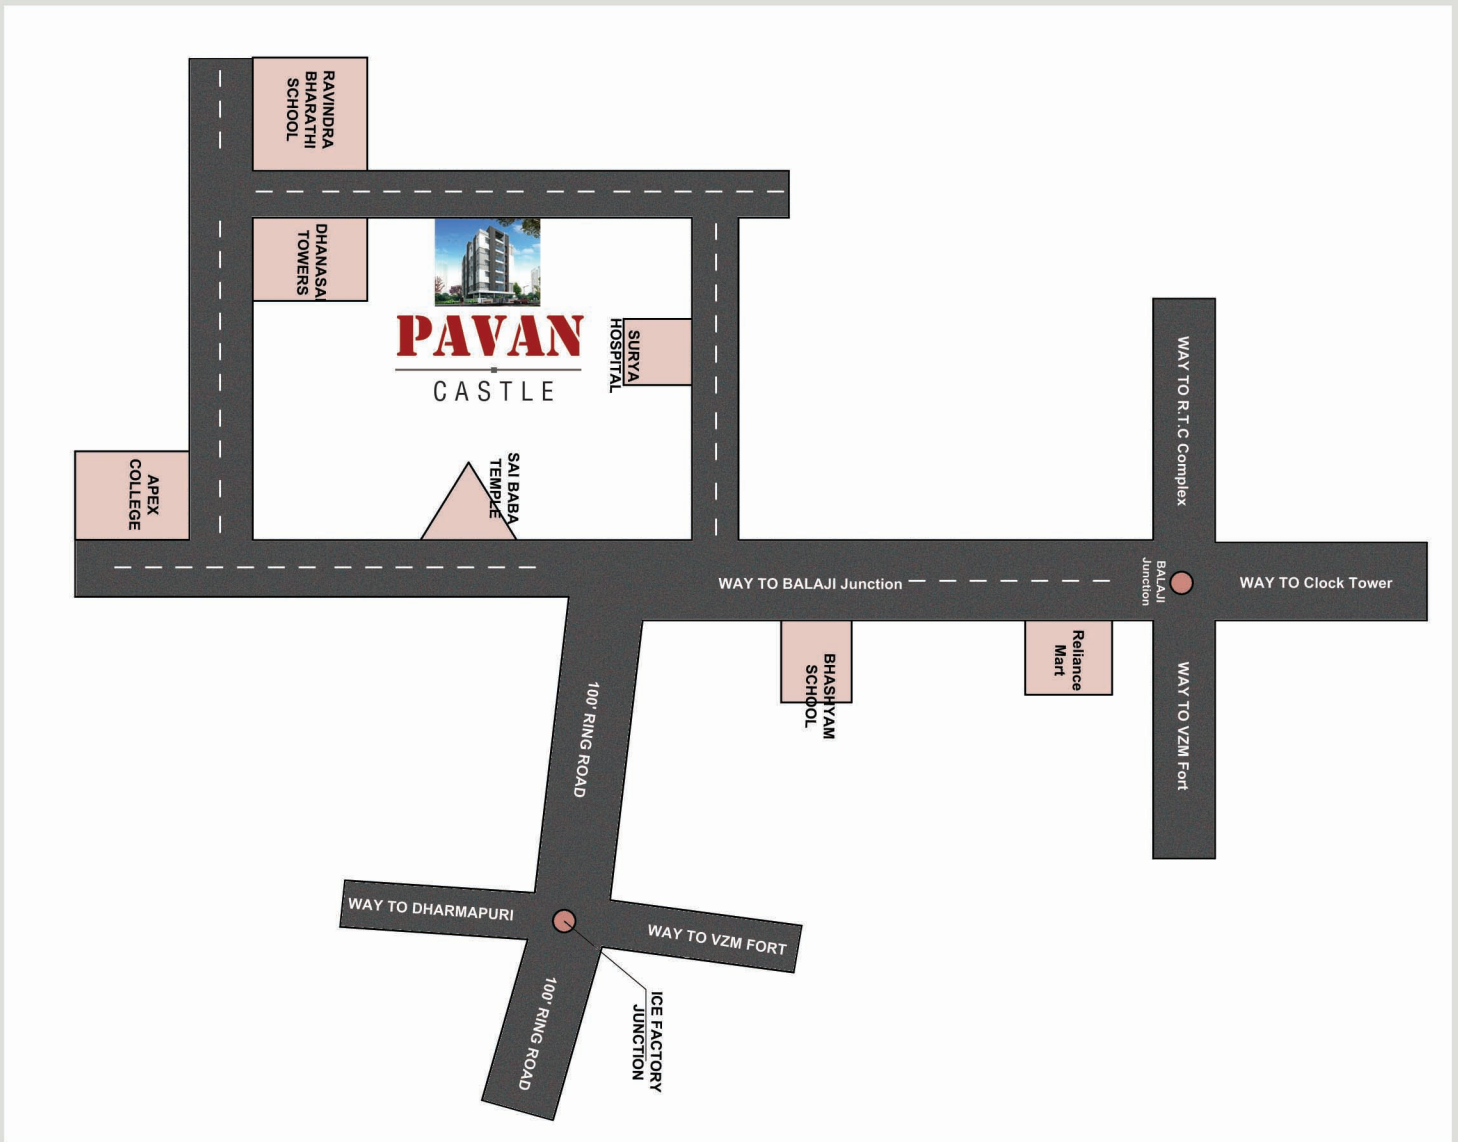 RAVINDRA
BHARATHI
SCHOOL
DHANASAI
TOWERS
PAVAN
CASTLE
SURYA
HOSPITAL
APEX
COLLEGE
SAI BABA
TEMPLE
WAY TO R.T.C Complex
WAY TO BALAJI Junction
BALAJI
Junction
WAY TO Clock Tower
BHASHYAM
SCHOOL
Reliance
Mart
WAY TO VZM Fort
100' RING ROAD
WAY TO DHARMAPURI
WAY TO VZM FORT
100' RING ROAD
ICE FACTORY
JUNCTION